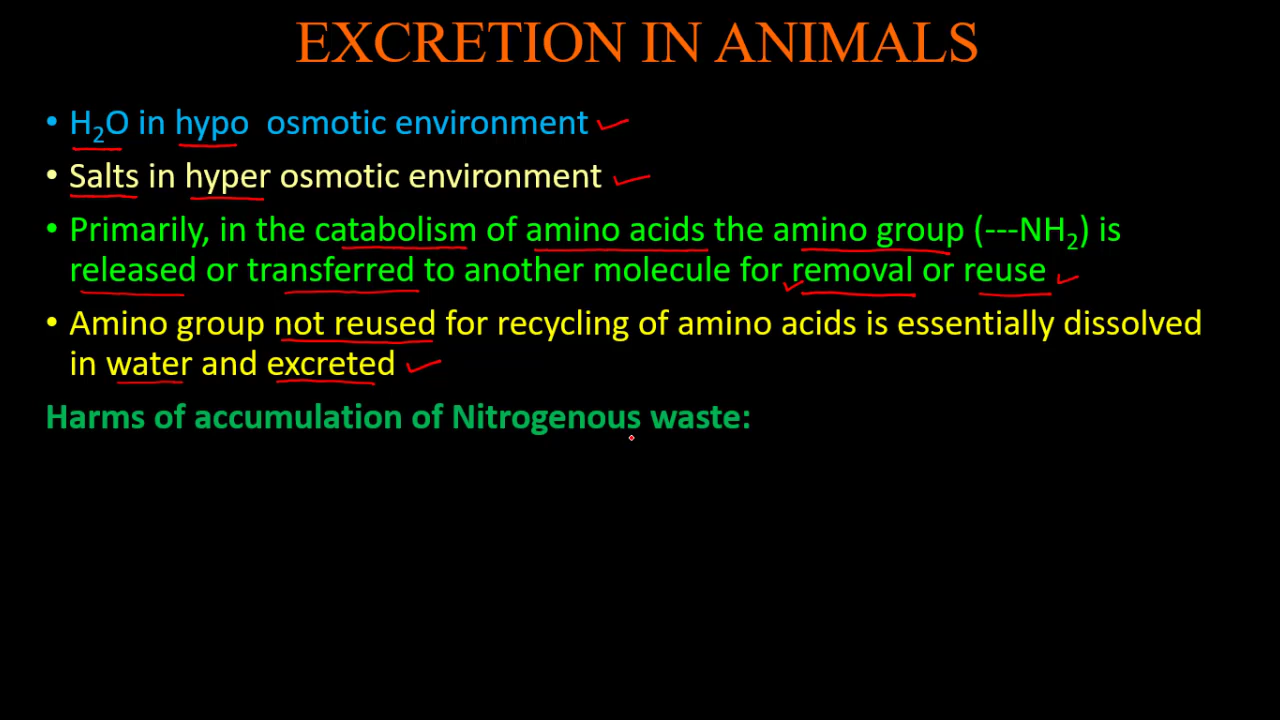 EXCRETION IN ANIMALS
• H₂O in hypo  osmotic environment
• Salts in hyper osmotic environment
• Primarily, in the catabolism of amino acids the amino group (---NH₂) is
released or transferred to another molecule for removal or reuse
• Amino group not reused for recycling of amino acids is essentially dissolved
in water and excreted
Harms of accumulation of Nitrogenous waste: